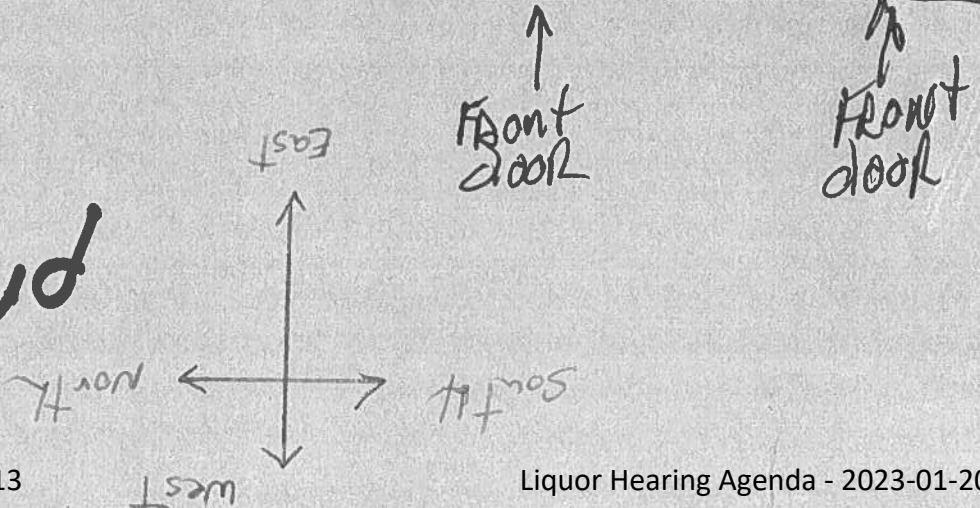 FRont
dooR
FRont
dooR
East
North
South
West
13
Liquor Hearing Agenda - 2023-01-20